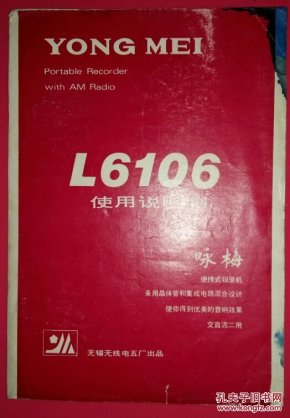 YONG MEI
Portable Recorder
with AM Radio
L6106
使用说明
咏梅
便携式收录机
采用晶体管和集成电路混合设计
使你得到优美的音响效果
交直流二用
无锡无线电五厂出品
孔夫子旧书网